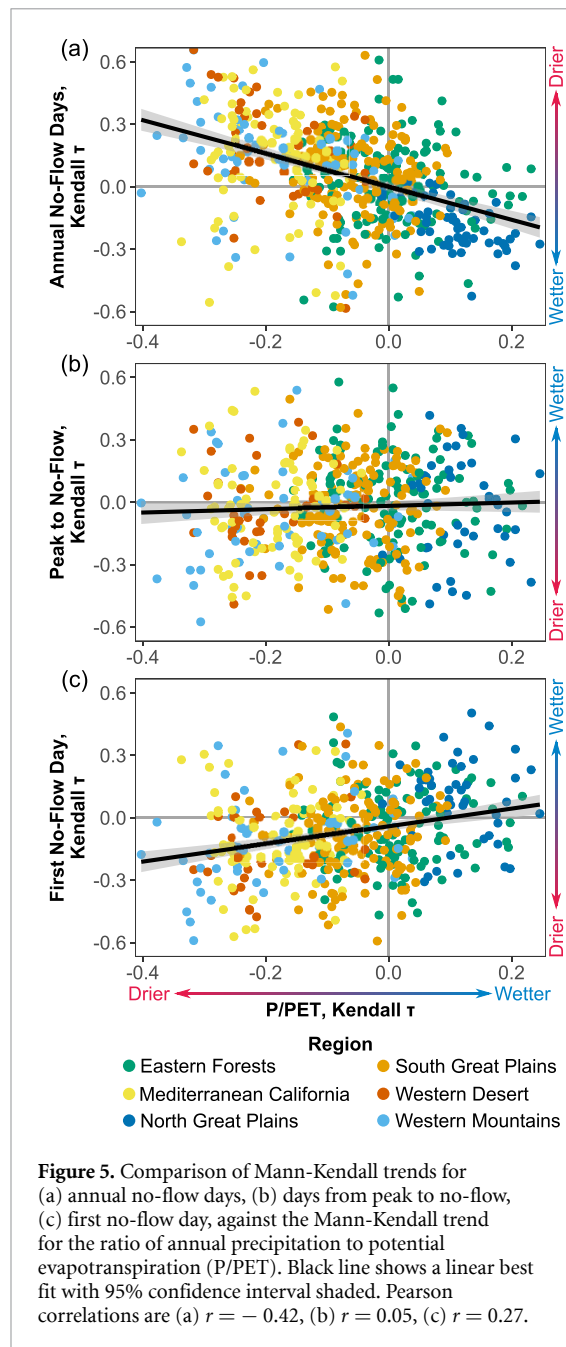 (a)
Annual No-Flow Days,
Kendall τ
0.6
0.3
0.0
-0.3
-0.6
-0.4
-0.2
0.0
0.2
Drier
Wetter
(b)
Peak to No-Flow,
Kendall τ
0.6
0.3
0.0
-0.3
-0.6
-0.4
-0.2
0.0
0.2
Wetter
Drier
(c)
First No-Flow Day,
Kendall τ
0.6
0.3
0.0
-0.3
-0.6
-0.4
-0.2
0.0
0.2
Wetter
Drier
Drier
Wetter
P/PET, Kendall τ
Region
Eastern Forests
South Great Plains
Mediterranean California
Western Desert
North Great Plains
Western Mountains
Figure 5. Comparison of Mann-Kendall trends for
(a) annual no-flow days, (b) days from peak to no-flow,
(c) first no-flow day, against the Mann-Kendall trend
for the ratio of annual precipitation to potential
evapotranspiration (P/PET). Black line shows a linear best
fit with 95% confidence interval shaded. Pearson
correlations are (a) r = − 0.42, (b) r = 0.05, (c) r = 0.27.